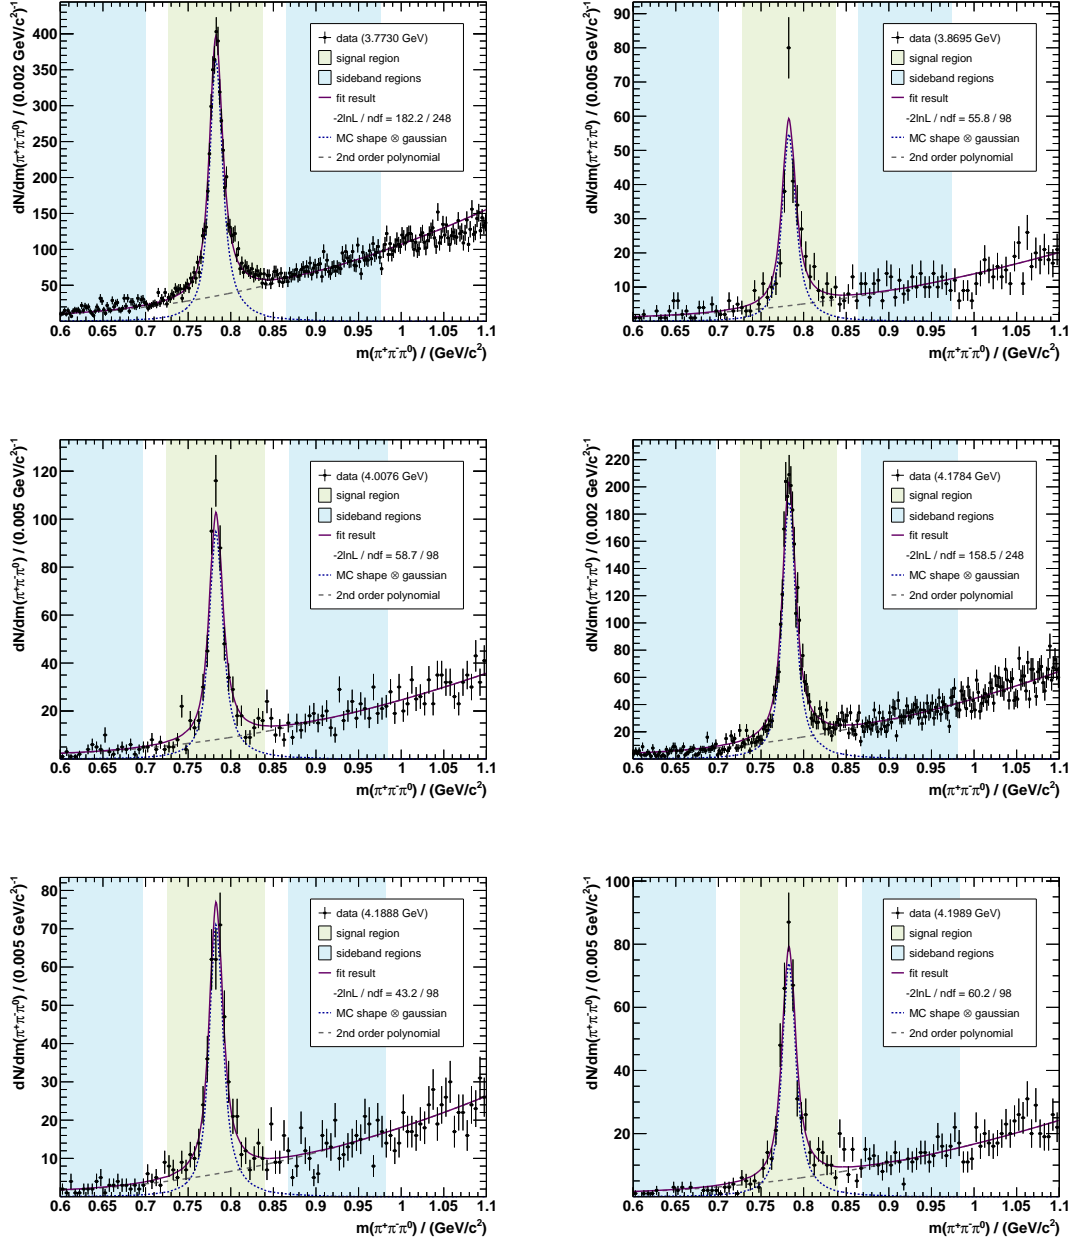 dN/dm(π⁺π⁻π⁰) / (0.002 GeV/c²)⁻¹
400
350
300
250
200
150
100
50
data (3.7730 GeV)
signal region
sideband regions
fit result
-2lnL / ndf = 182.2 / 248
MC shape ⊗ gaussian
2nd order polynomial
0.6 0.65 0.7 0.75 0.8 0.85 0.9 0.95 1 1.05 1.1
m(π⁺π⁻π⁰) / (GeV/c²)
dN/dm(π⁺π⁻π⁰) / (0.005 GeV/c²)⁻¹
90
80
70
60
50
40
30
20
10
data (3.8695 GeV)
signal region
sideband regions
fit result
-2lnL / ndf = 55.8 / 98
MC shape ⊗ gaussian
2nd order polynomial
0.6 0.65 0.7 0.75 0.8 0.85 0.9 0.95 1 1.05 1.1
m(π⁺π⁻π⁰) / (GeV/c²)
dN/dm(π⁺π⁻π⁰) / (0.005 GeV/c²)⁻¹
120
100
80
60
40
20
data (4.0076 GeV)
signal region
sideband regions
fit result
-2lnL / ndf = 58.7 / 98
MC shape ⊗ gaussian
2nd order polynomial
0.6 0.65 0.7 0.75 0.8 0.85 0.9 0.95 1 1.05 1.1
m(π⁺π⁻π⁰) / (GeV/c²)
dN/dm(π⁺π⁻π⁰) / (0.002 GeV/c²)⁻¹
220
200
180
160
140
120
100
80
60
40
20
data (4.1784 GeV)
signal region
sideband regions
fit result
-2lnL / ndf = 158.5 / 248
MC shape ⊗ gaussian
2nd order polynomial
0.6 0.65 0.7 0.75 0.8 0.85 0.9 0.95 1 1.05 1.1
m(π⁺π⁻π⁰) / (GeV/c²)
dN/dm(π⁺π⁻π⁰) / (0.005 GeV/c²)⁻¹
80
70
60
50
40
30
20
10
data (4.1888 GeV)
signal region
sideband regions
fit result
-2lnL / ndf = 43.2 / 98
MC shape ⊗ gaussian
2nd order polynomial
0.6 0.65 0.7 0.75 0.8 0.85 0.9 0.95 1 1.05 1.1
m(π⁺π⁻π⁰) / (GeV/c²)
dN/dm(π⁺π⁻π⁰) / (0.005 GeV/c²)⁻¹
100
80
60
40
20
data (4.1989 GeV)
signal region
sideband regions
fit result
-2lnL / ndf = 60.2 / 98
MC shape ⊗ gaussian
2nd order polynomial
0.6 0.65 0.7 0.75 0.8 0.85 0.9 0.95 1 1.05 1.1
m(π⁺π⁻π⁰) / (GeV/c²)